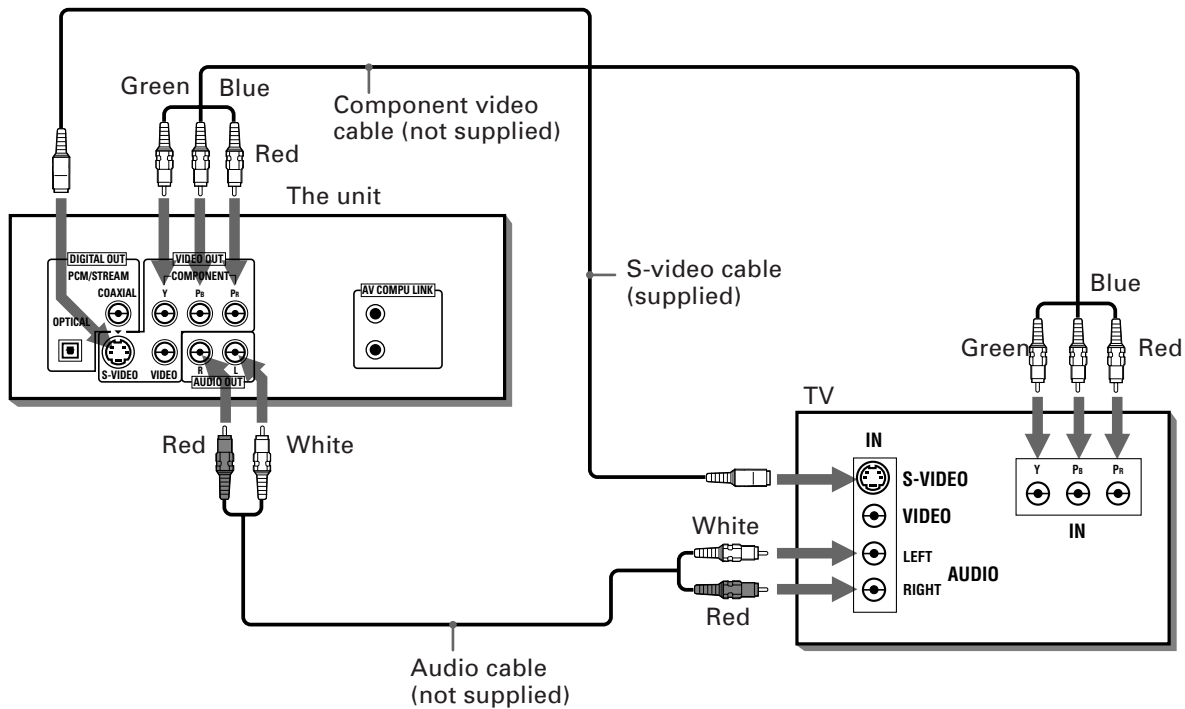 Green
Blue
Component video
cable (not supplied)
Red
The unit
DIGITAL OUT
PCM/STREAM
COAXIAL
OPTICAL
VIDEO OUT
COMPONENT
Y
PB
PR
S-VIDEO
VIDEO
R
L
AUDIO OUT
AV COMPU LINK
S-video cable
(supplied)
Blue
Green
Red
TV
Red
White
IN
S-VIDEO
VIDEO
LEFT
RIGHT
AUDIO
Y
PB
PR
IN
White
Red
Audio cable
(not supplied)